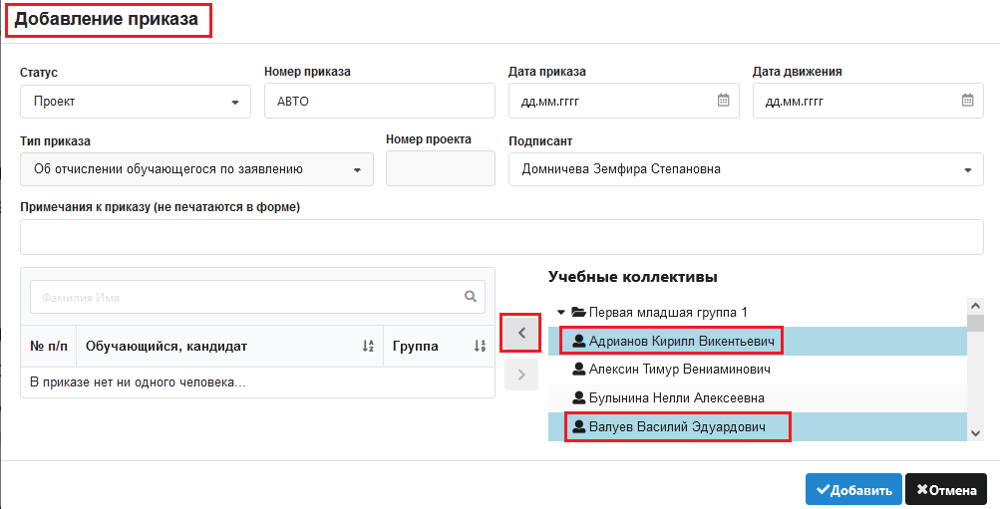 Добавление приказа
Статус
Номер приказа
Дата приказа
Дата движения
Проект
АВТО
дд.мм.гггг
дд.мм.гггг
Тип приказа
Номер проекта
Подписант
Об отчислении обучающегося по заявлению
Домничева Земфира Степановна
Примечания к приказу (не печатаются в форме)
Фамилия Имя
№ п/п
Обучающийся, кандидат
Группа
В приказе нет ни одного человека...
Учебные коллективы
Первая младшая группа 1
Адрианов Кирилл Викентьевич
Алексин Тимур Вениаминович
Булынина Нелли Алексеевна
Валуев Василий Эдуардович
Добавить
Отмена